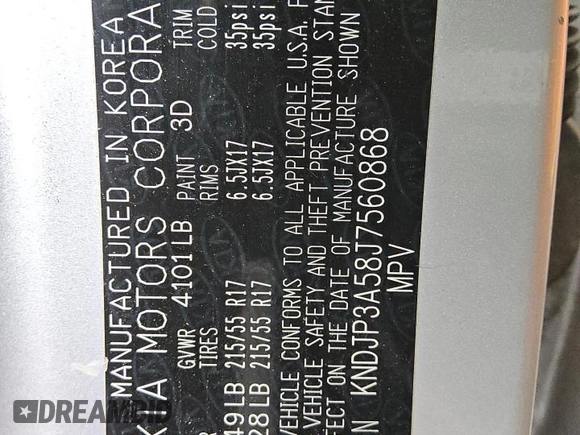 MANUFACTURED IN KOREA
KIA MOTORS CORPORA
GVWR PAINT TRIM
4101LB 3D
TIRES RIMS COLD
49LB 215/55 R17 6.5JX17 35psi
28LB 215/55 R17 6.5JX17 35psi
VEHICLE CONFORMS TO ALL APPLICABLE U.S.A. F
VEHICLE SAFETY AND THEFT PREVENTION STAN
FECT ON THE DATE OF MANUFACTURE SHOWN
KNDJP3A58J7560868
MPV
DREAMBID